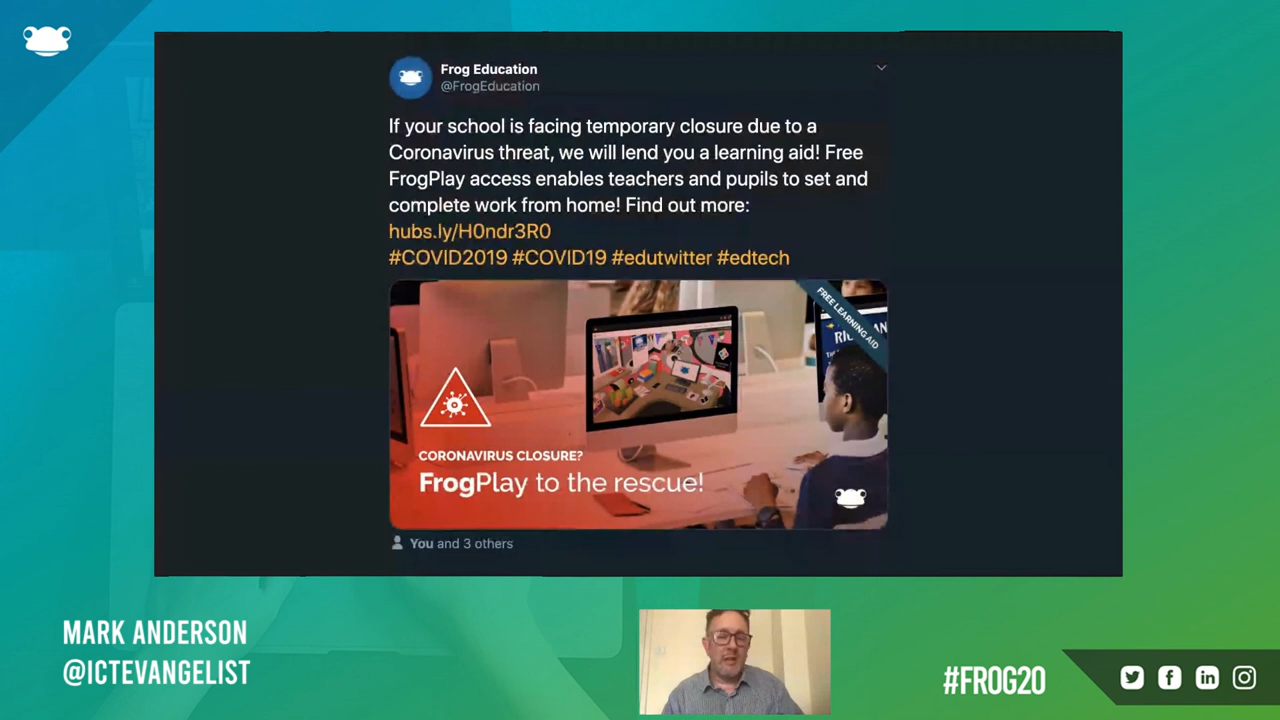 Frog Education
@FrogEducation
If your school is facing temporary closure due to a
Coronavirus threat, we will lend you a learning aid! Free
FrogPlay access enables teachers and pupils to set and
complete work from home! Find out more:
hubs.ly/H0ndr3R0
#COVID2019 #COVID19 #edutwitter #edtech
FREE LEARNING AID
CORONAVIRUS CLOSURE?
FrogPlay to the rescue!
You and 3 others
MARK ANDERSON
@ICTEVANGELIST
#FROG20